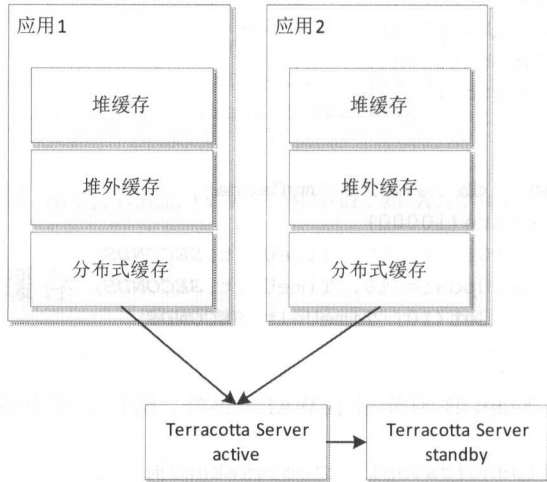 应用1
堆缓存
堆外缓存
分布式缓存
应用2
堆缓存
堆外缓存
分布式缓存
Terracotta Server
active
Terracotta Server
standby